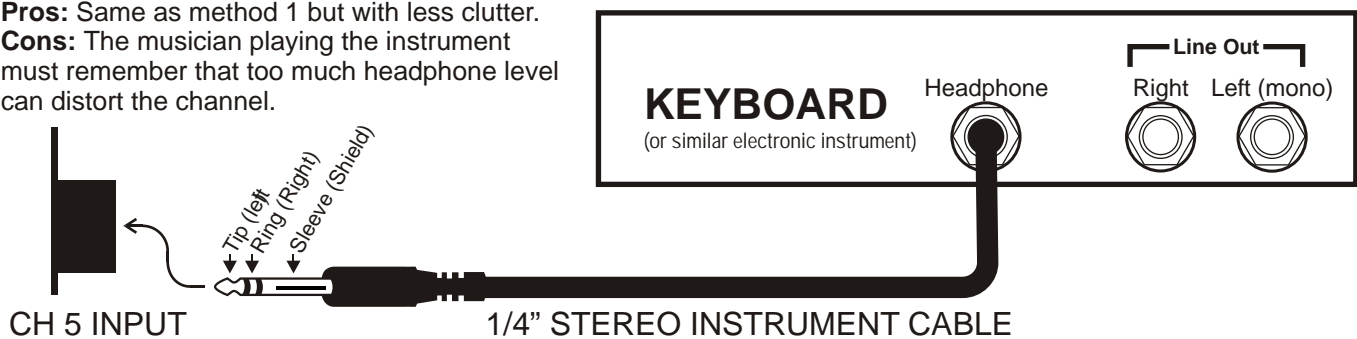 Pros: Same as method 1 but with less clutter.
Cons: The musician playing the instrument
must remember that too much headphone level
can distort the channel.
KEYBOARD
(or similar electronic instrument)
Headphone
Line Out
Right Left (mono)
Tip (left)
Ring (Right)
Sleeve (Shield)
CH 5 INPUT
1/4” STEREO INSTRUMENT CABLE